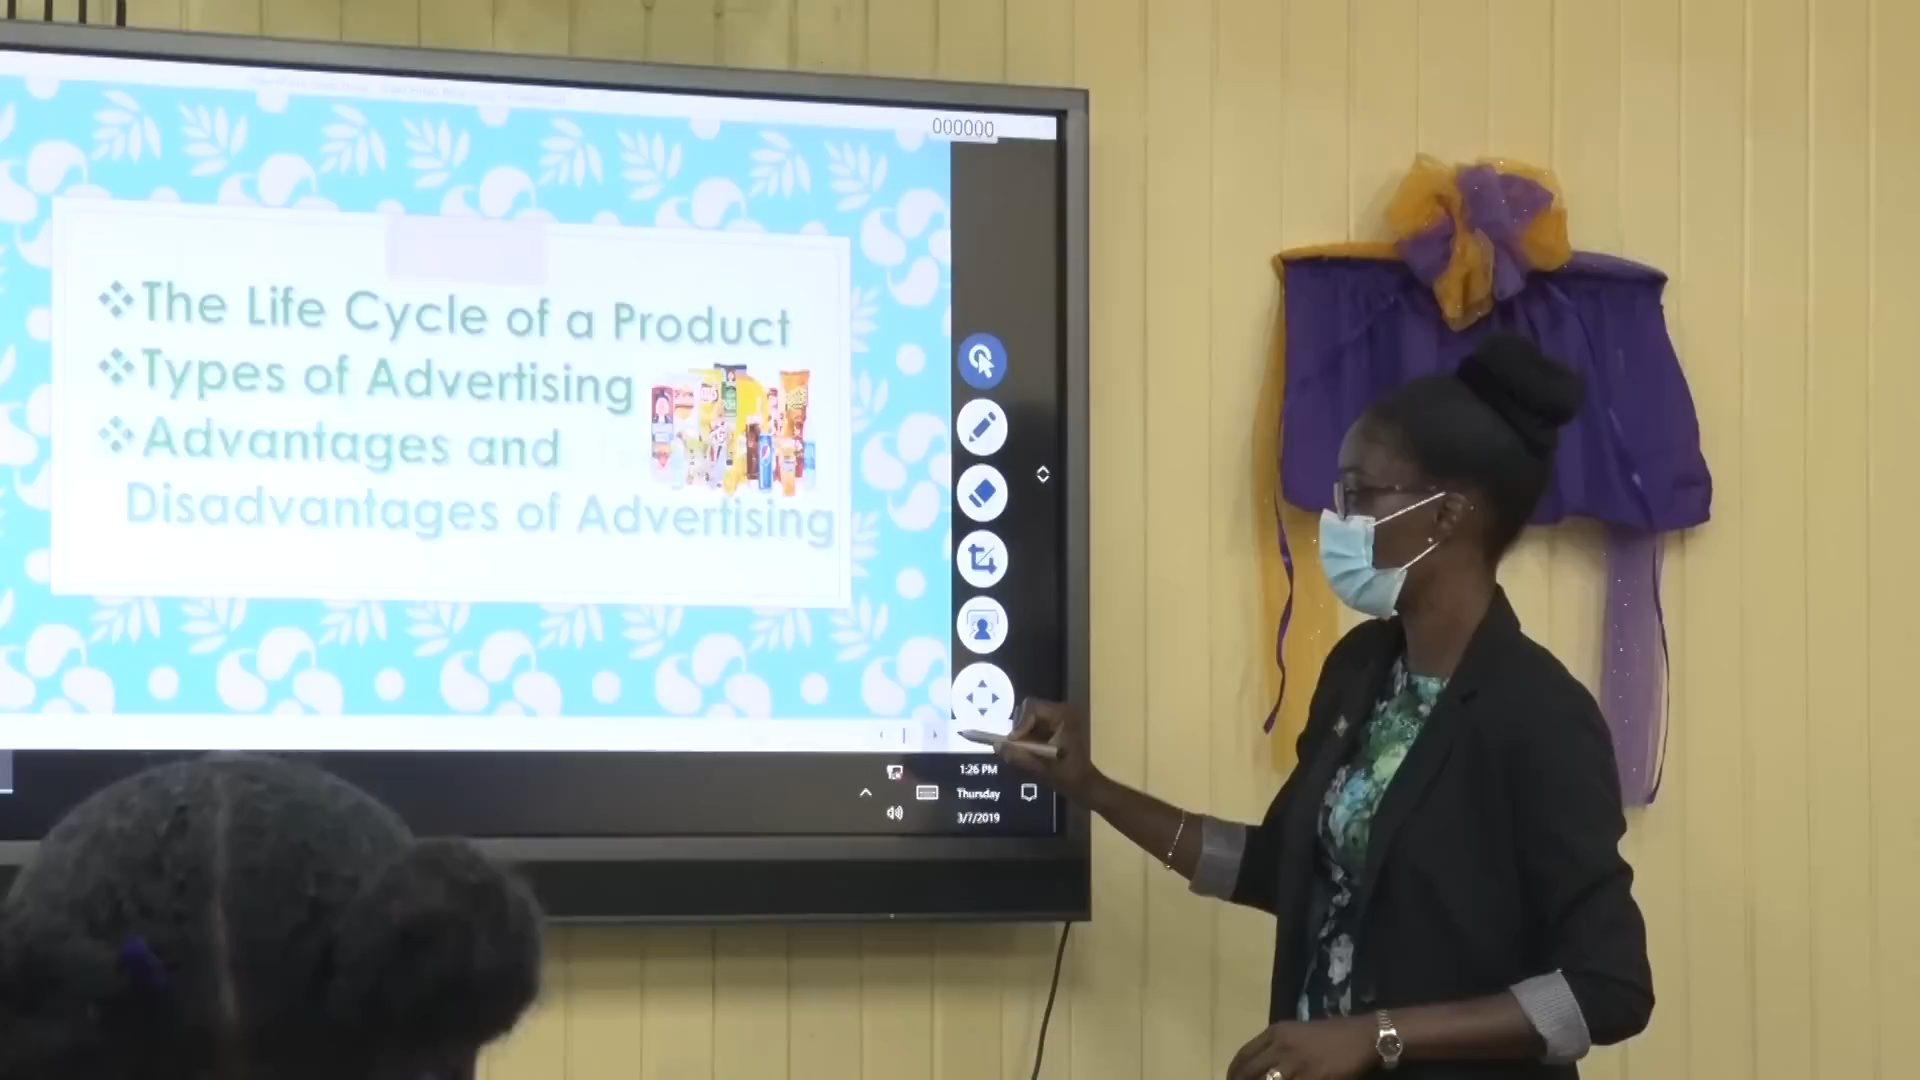 000000
❖The Life Cycle of a Product
❖Types of Advertising
❖Advantages and
Disadvantages of Advertising
1:26 PM
Thursday
3/7/2019